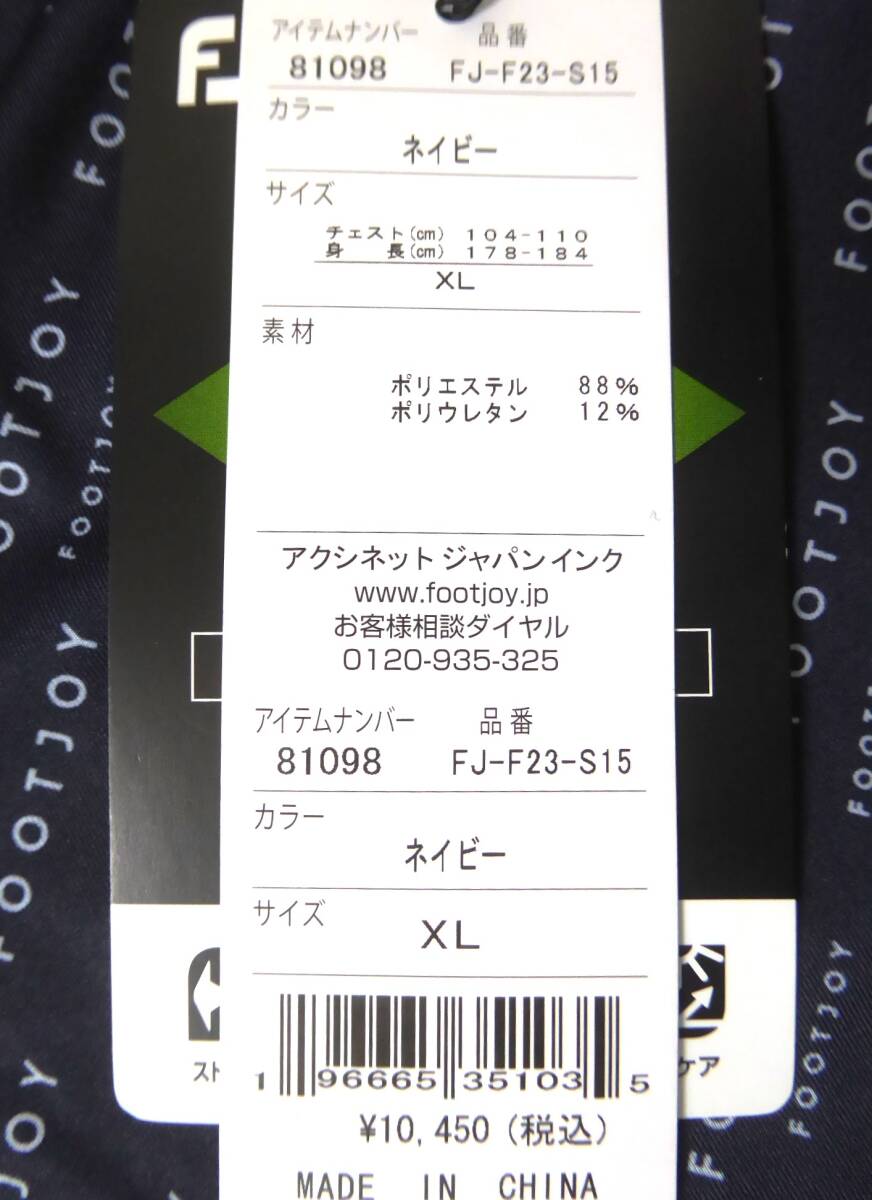 アイテムナンバー 品番
81098 FJ-F23-S15
カラー
ネイビー
サイズ
チェスト(cm) 104-110
身長(cm) 178-184
XL
素材
ポリエステル 88%
ポリウレタン 12%
アクシネット ジャパン インク
www.footjoy.jp
お客様相談ダイヤル
0120-935-325
アイテムナンバー 品番
81098 FJ-F23-S15
カラー
ネイビー
サイズ
XL
1 96665 35103 5
¥10,450 (税込)
MADE IN CHINA
FOOTJOY
FOOTJOY
FOOTJOY
FOOTJOY